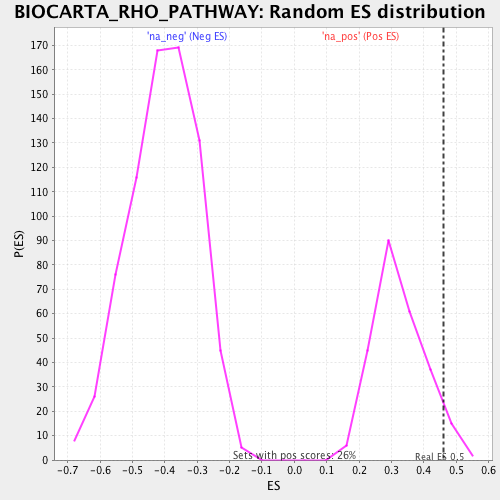 BIOCARTA_RHO_PATHWAY: Random ES distribution
'na_neg' (Neg ES)
'na_pos' (Pos ES)
170
160
150
140
130
120
110
100
90
80
70
60
50
40
30
20
10
0
P(ES)
Sets with pos scores: 26%
Real ES 0.5
-0.7 -0.6 -0.5 -0.4 -0.3 -0.2 -0.1 0.0 0.1 0.2 0.3 0.4 0.5 0.6
ES